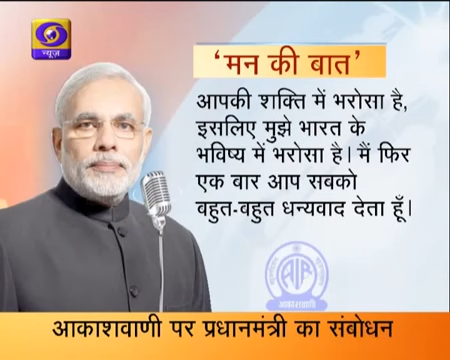 न्यूज़
‘मन की बात’
आपकी शक्ति में भरोसा है,
इसलिए मुझे भारत के
भविष्य में भरोसा है। मैं फिर
एक वार आप सबको
बहुत-बहुत धन्यवाद देता हूँ।
AIR
आकाशवाणी
आकाशवाणी पर प्रधानमंत्री का संबोधन